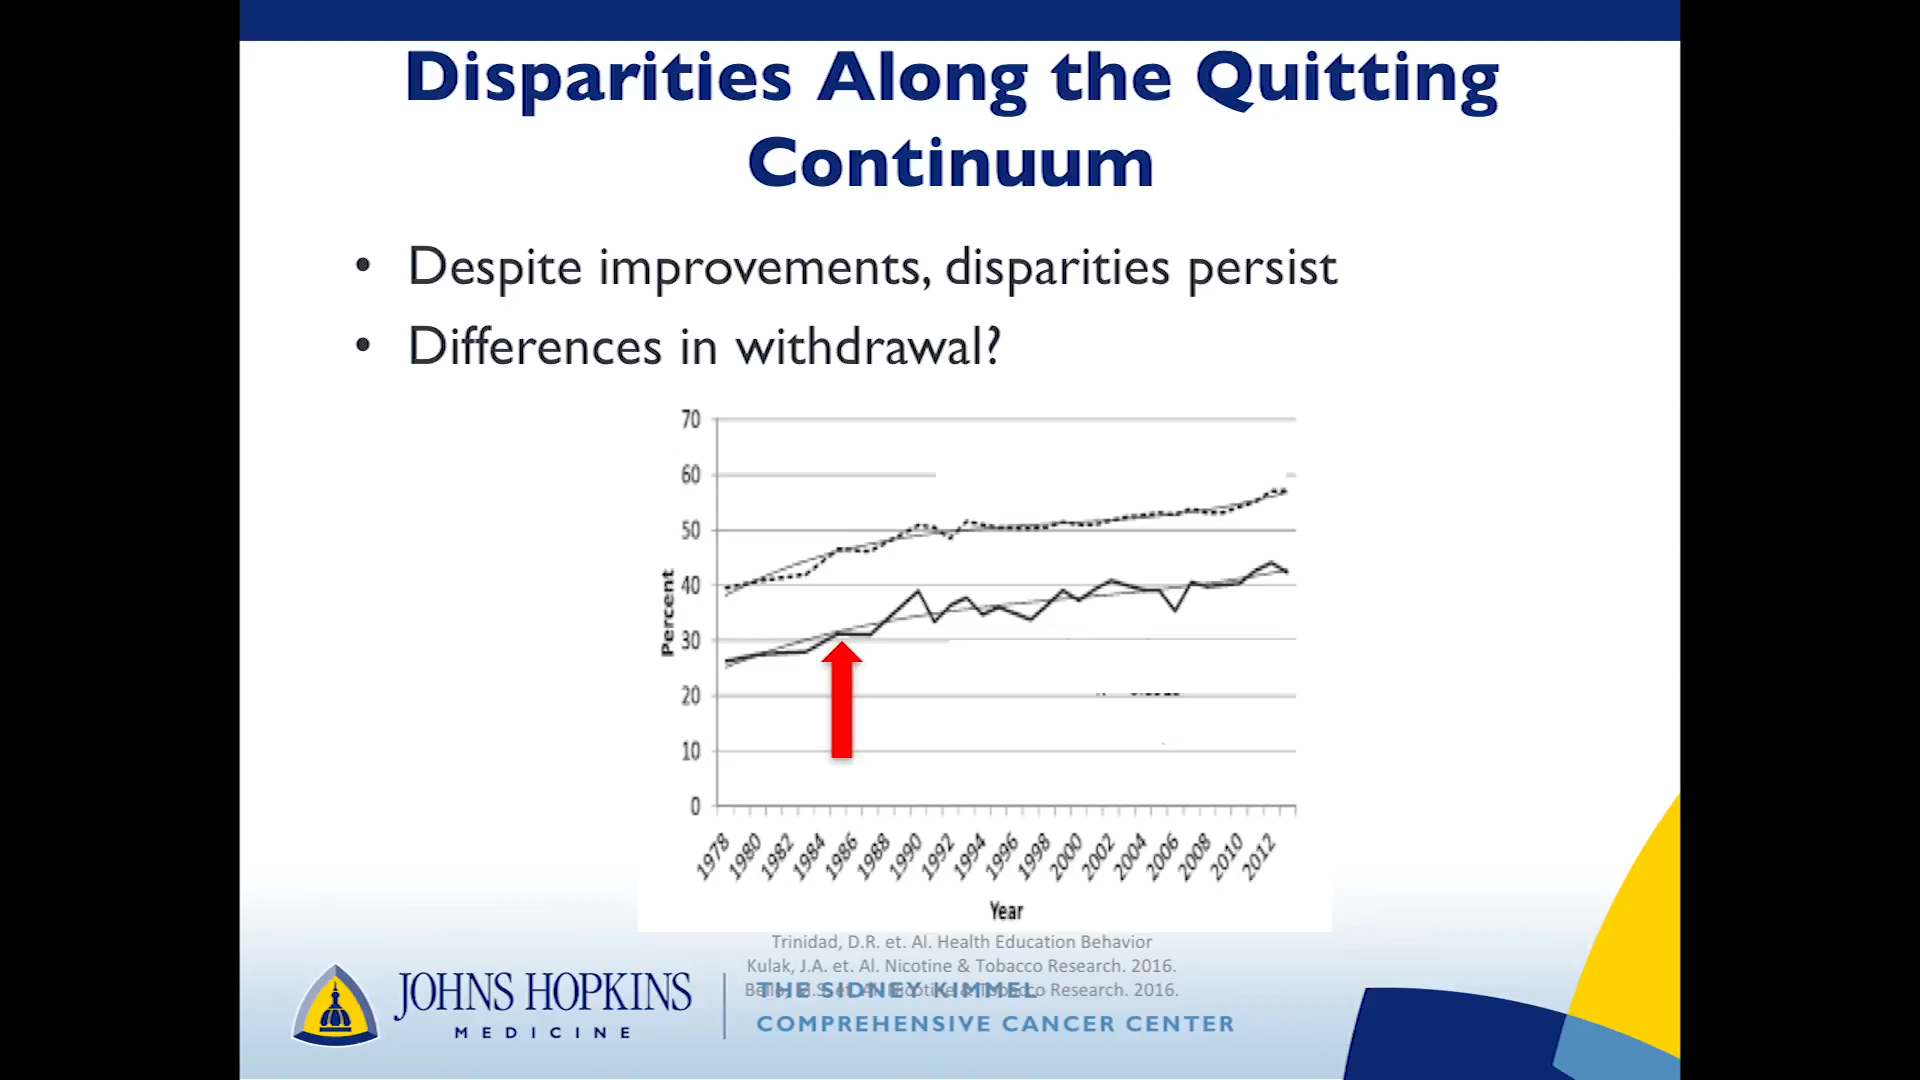 Disparities Along the Quitting
Continuum
• Despite improvements, disparities persist
• Differences in withdrawal?
70
60
50
40
30
20
10
0
Percent
1978
1980
1982
1984
1986
1988
1990
1992
1994
1996
1998
2000
2002
2004
2006
2008
2010
2012
Year
Trinidad, D.R. et. Al. Health Education Behavior
Kulak, J.A. et. Al. Nicotine & Tobacco Research. 2016.
Research. 2016.
JOHNS HOPKINS
MEDICINE
THE SIDNEY KIMMEL
COMPREHENSIVE CANCER CENTER